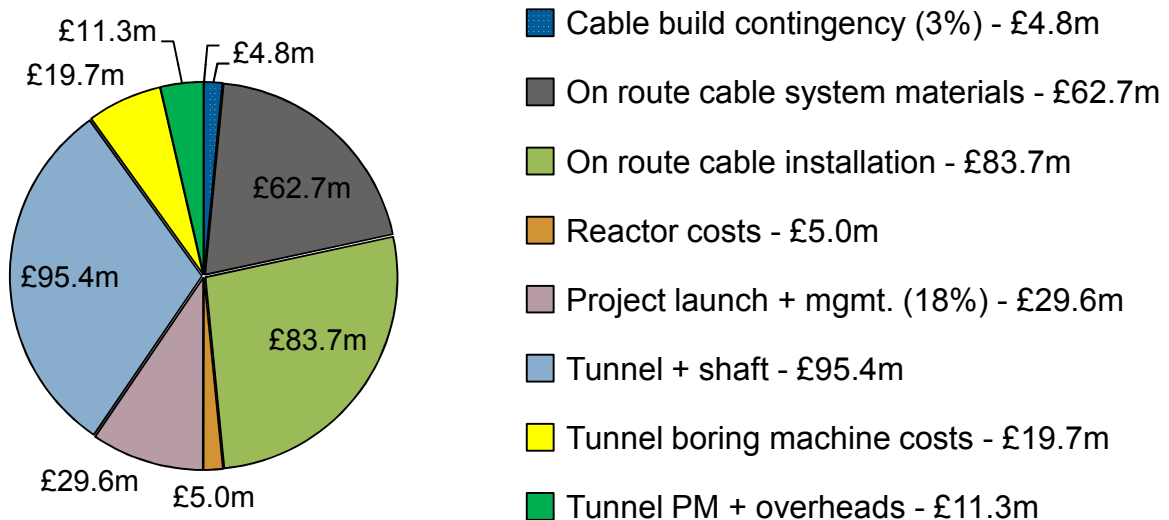 £11.3m
£4.8m
£19.7m
£62.7m
£95.4m
£83.7m
£29.6m
£5.0m
Cable build contingency (3%) - £4.8m
On route cable system materials - £62.7m
On route cable installation - £83.7m
Reactor costs - £5.0m
Project launch + mgmt. (18%) - £29.6m
Tunnel + shaft - £95.4m
Tunnel boring machine costs - £19.7m
Tunnel PM + overheads - £11.3m